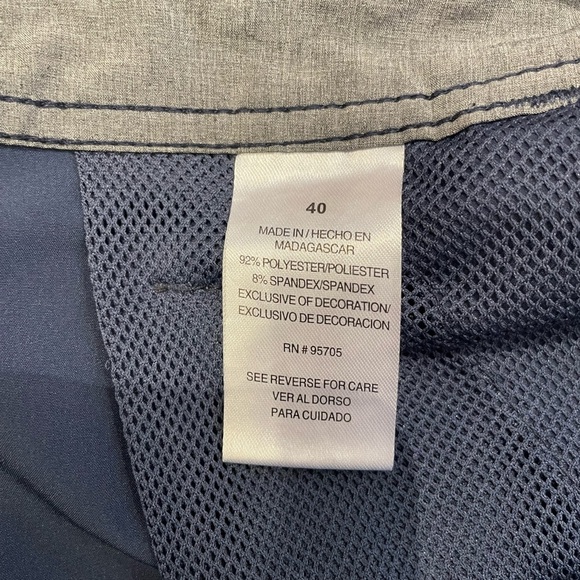 40
MADE IN / HECHO EN
MADAGASCAR
92% POLYESTER/POLIESTER
8% SPANDEX/SPANDEX
EXCLUSIVE OF DECORATION/
EXCLUSIVO DE DECORACION
RN # 95705
SEE REVERSE FOR CARE
VER AL DORSO
PARA CUIDADO